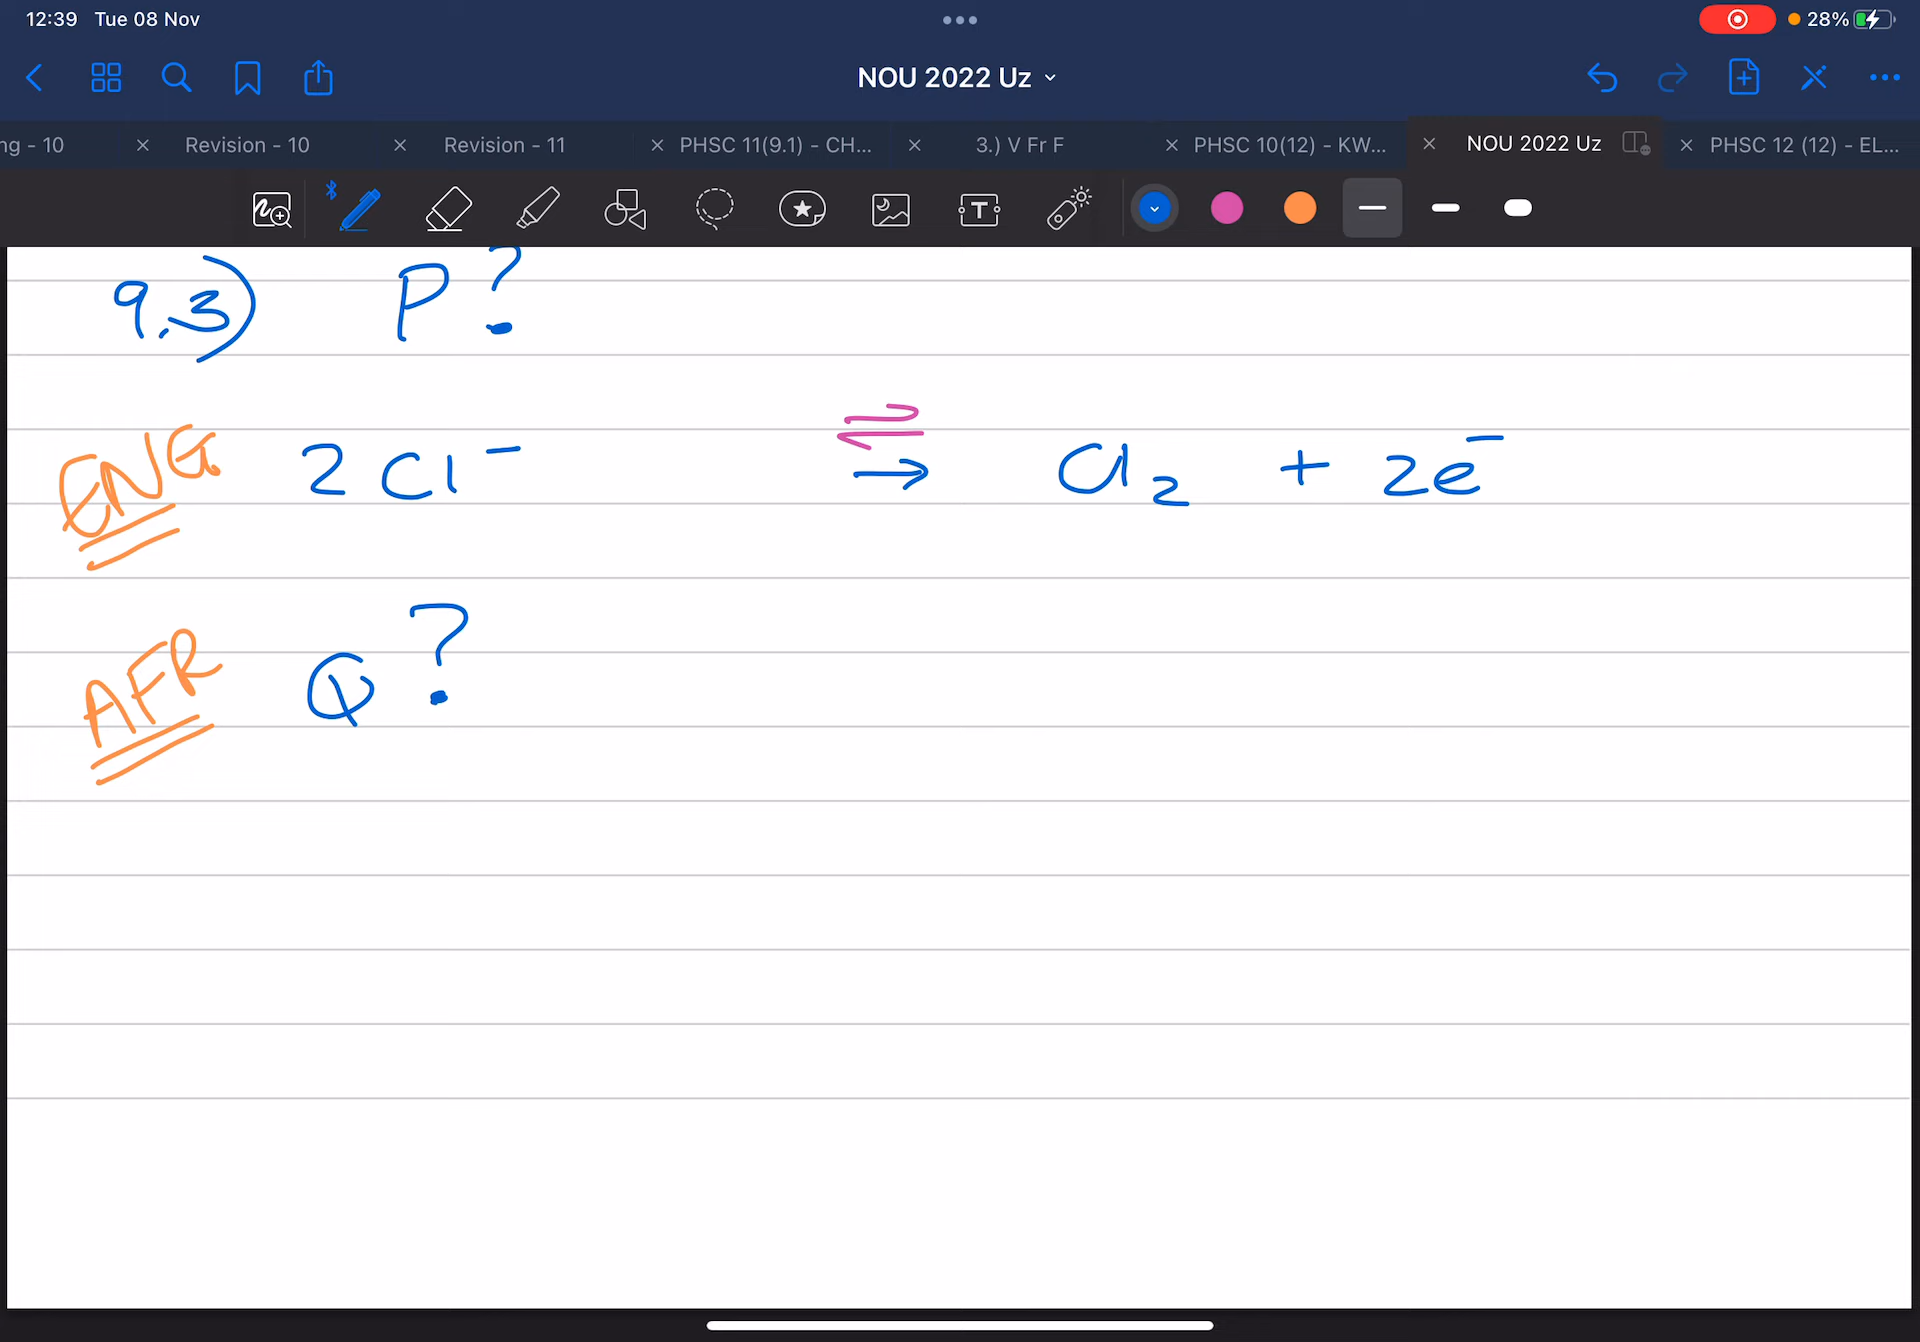 12:39 Tue 08 Nov 28%
NOU 2022 Uz
ng - 10 Revision - 10 Revision - 11 PHSC 11(9.1) - CH... 3.) V Fr F PHSC 10(12) - KW... NOU 2022 Uz PHSC 12 (12) - EL...
9.3) P?
ENG 2Cl⁻ ⇌ → Cl₂ + 2e⁻
AFR Q?